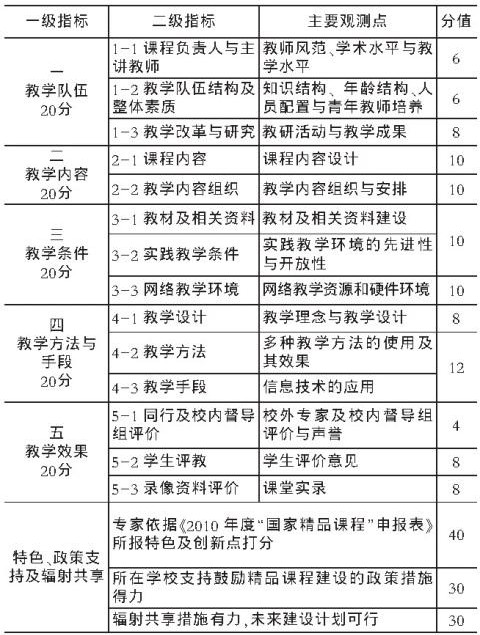 一级指标 二级指标 主要观测点 分值
一
教学队伍
20分
1-1 课程负责人与主
讲教师
教师风范、学术水平与教
学水平
6
1-2 教学队伍结构及
整体素质
知识结构、年龄结构、人
员配置与青年教师培养
6
1-3 教学改革与研究 教研活动与教学成果 8
二
教学内容
20分
2-1 课程内容 课程内容设计 10
2-2 教学内容组织 教学内容组织与安排 10
三
教学条件
20分
3-1 教材及相关资料 教材及相关资料建设
3-2 实践教学条件
实践教学环境的先进性
与开放性
10
3-3 网络教学环境 网络教学资源和硬件环境 10
四
教学方法与
手段
20分
4-1 教学设计 教学理念与教学设计 8
4-2 教学方法
多种教学方法的使用及
其效果
12
4-3 教学手段 信息技术的应用
五
教学效果
20分
5-1 同行及校内督导
组评价
校外专家及校内督导组
评价与声誉
4
5-2 学生评教 学生评价意见 8
5-3 录像资料评价 课堂实录 8
特色、政策支
持及辐射共享
专家依据《2010 年度“国家精品课程”申报表》
所报特色及创新点打分
40
所在学校支持鼓励精品课程建设的政策措施
得力
30
辐射共享措施有力,未来建设计划可行 30